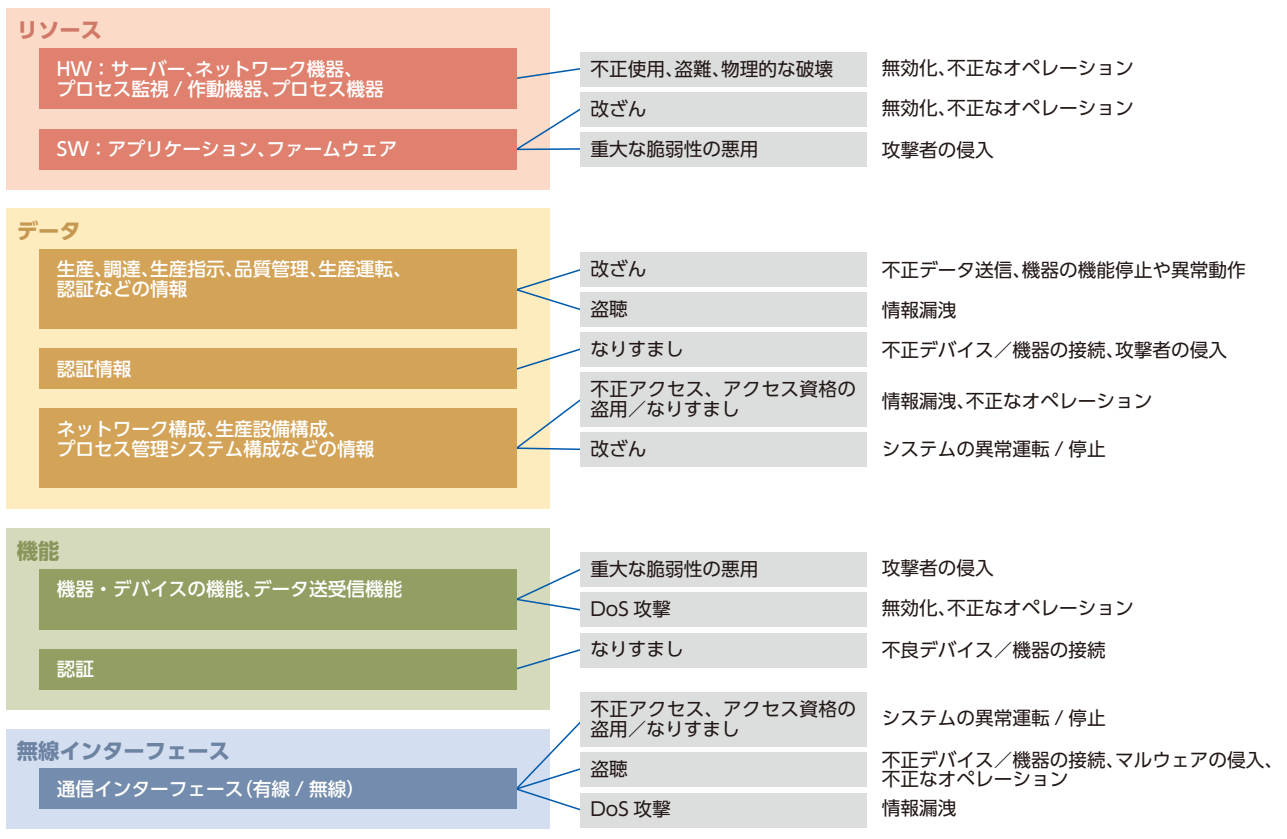 リソース
HW：サーバー、ネットワーク機器、
プロセス監視 / 作動機器、プロセス機器
不正使用、盗難、物理的な破壊
無効化、不正なオペレーション
改ざん
無効化、不正なオペレーション
SW：アプリケーション、ファームウェア
重大な脆弱性の悪用
攻撃者の侵入
データ
生産、調達、生産指示、品質管理、生産運転、
認証などの情報
改ざん
不正データ送信、機器の機能停止や異常動作
盗聴
情報漏洩
認証情報
なりすまし
不正デバイス／機器の接続、攻撃者の侵入
ネットワーク構成、生産設備構成、
プロセス管理システム構成などの情報
不正アクセス、アクセス資格の
盗用／なりすまし
情報漏洩、不正なオペレーション
改ざん
システムの異常運転 / 停止
機能
機器・デバイスの機能、データ送受信機能
重大な脆弱性の悪用
攻撃者の侵入
DoS 攻撃
無効化、不正なオペレーション
認証
なりすまし
不良デバイス／機器の接続
無線インターフェース
通信インターフェース（有線 / 無線）
不正アクセス、アクセス資格の
盗用／なりすまし
システムの異常運転 / 停止
盗聴
不正デバイス／機器の接続、マルウェアの侵入、
不正なオペレーション
DoS 攻撃
情報漏洩